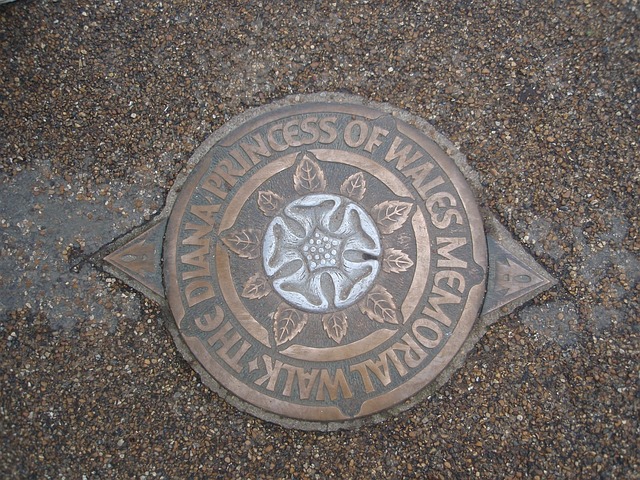 THE DIANA PRINCESS OF WALES MEMORIAL WALK